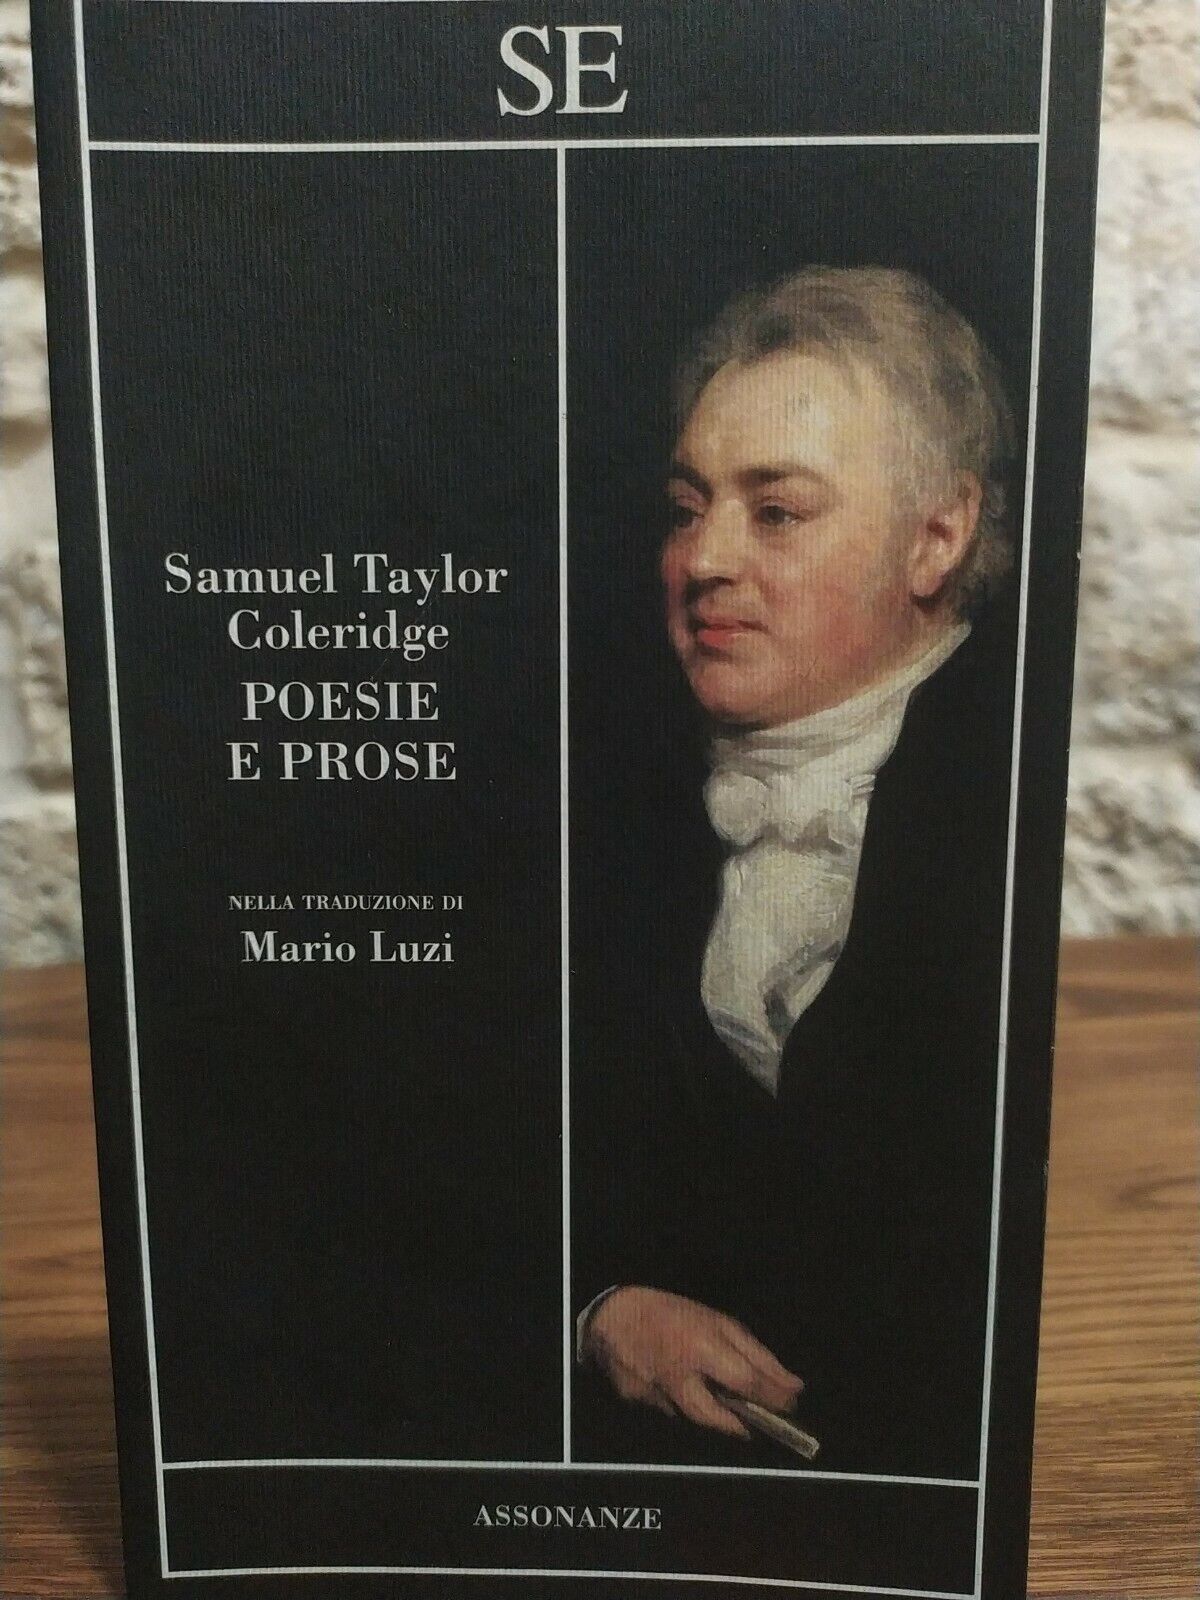 SE
Samuel Taylor
Coleridge
POESIE
E PROSE
NELLA TRADUZIONE DI
Mario Luzi
ASSONANZE